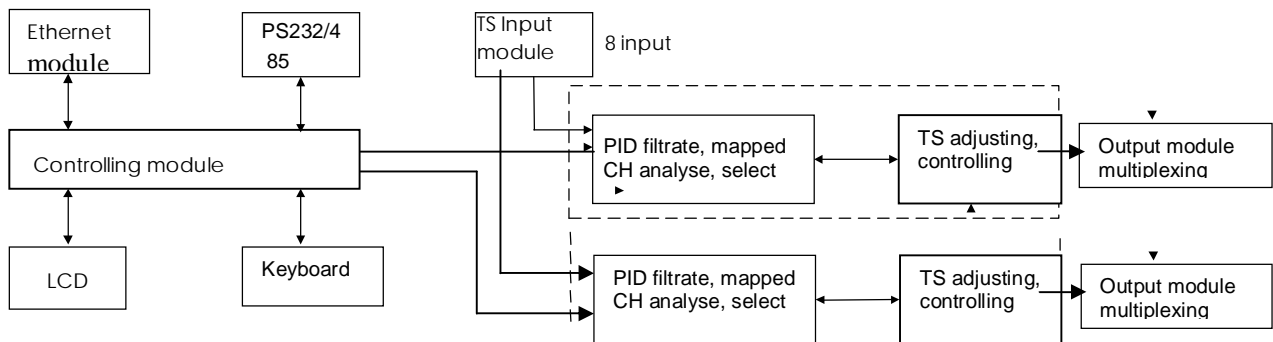 Ethernet
module
PS232/4
85
TS Input
module
8 input
Controlling module
PID filtrate, mapped
CH analyse, select
TS adjusting,
controlling
Output module
multiplexing
LCD
Keyboard
PID filtrate, mapped
CH analyse, select
TS adjusting,
controlling
Output module
multiplexing